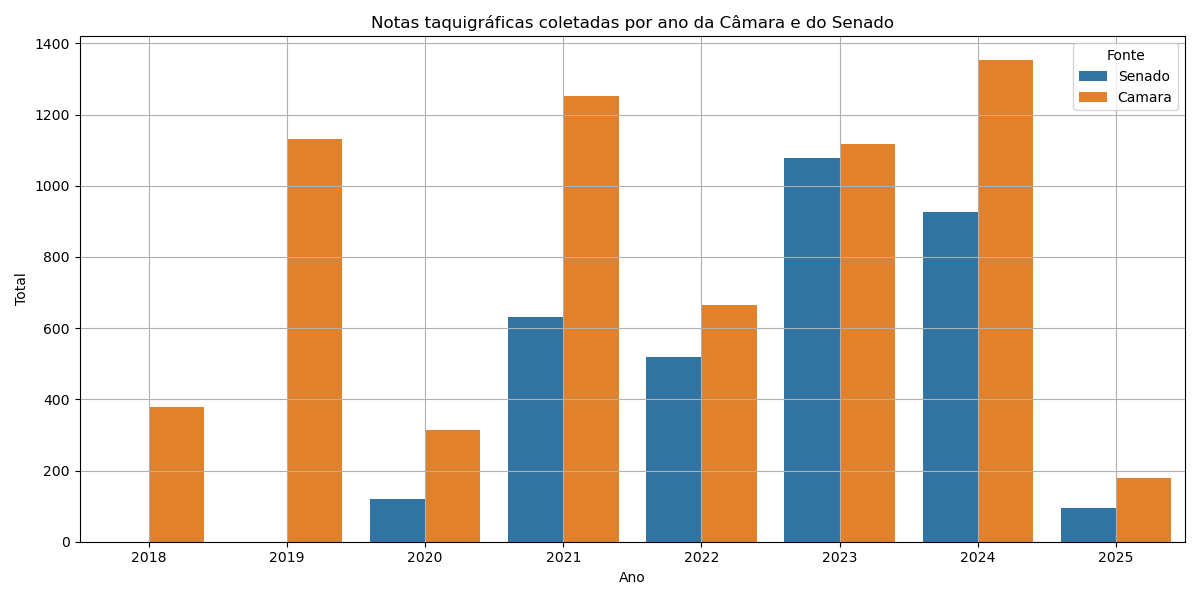 Notas taquigráficas coletadas por ano da Câmara e do Senado
Fonte
Senado
Camara
Total
1400
1200
1000
800
600
400
200
0
2018 2019 2020 2021 2022 2023 2024 2025
Ano